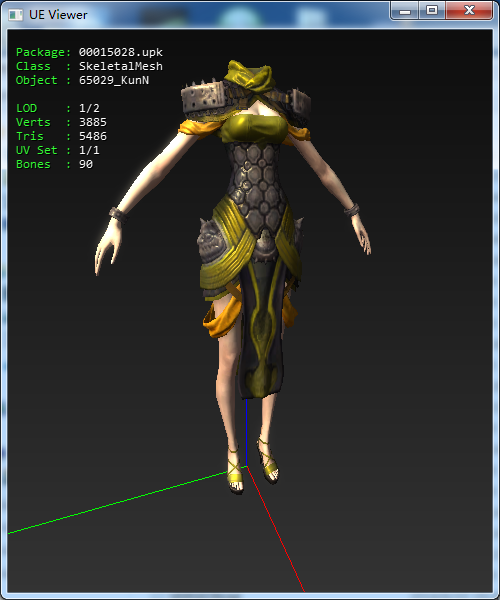 UE Viewer
Package: 00015028.upk
Class : SkeletalMesh
Object : 65029_KunN
LOD : 1/2
Verts : 3885
Tris : 5486
UV Set : 1/1
Bones : 90